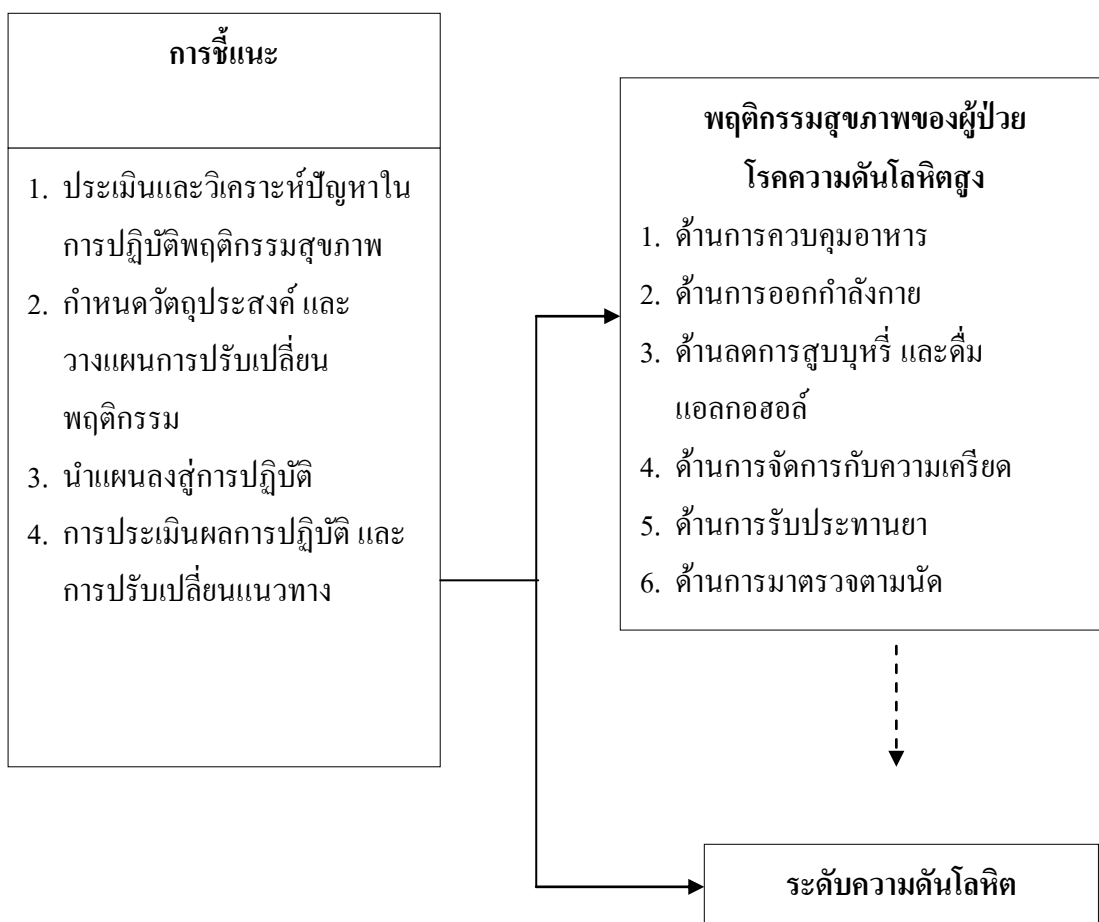 การชี้แนะ
1. ประเมินและวิเคราะห์ปัญหาใน
การปฏิบัติพฤติกรรมสุขภาพ
2. กำหนดวัตถุประสงค์ และ
วางแผนการปรับเปลี่ยน
พฤติกรรม
3. นำแผนลงสู่การปฏิบัติ
4. การประเมินผลการปฏิบัติ และ
การปรับเปลี่ยนแนวทาง
พฤติกรรมสุขภาพของผู้ป่วย
โรคความดันโลหิตสูง
1. ด้านการควบคุมอาหาร
2. ด้านการออกกำลังกาย
3. ด้านลดการสูบบุหรี่ และดื่ม
แอลกอฮอล์
4. ด้านการจัดการกับความเครียด
5. ด้านการรับประทานยา
6. ด้านการมาตรวจตามนัด
ระดับความดันโลหิต